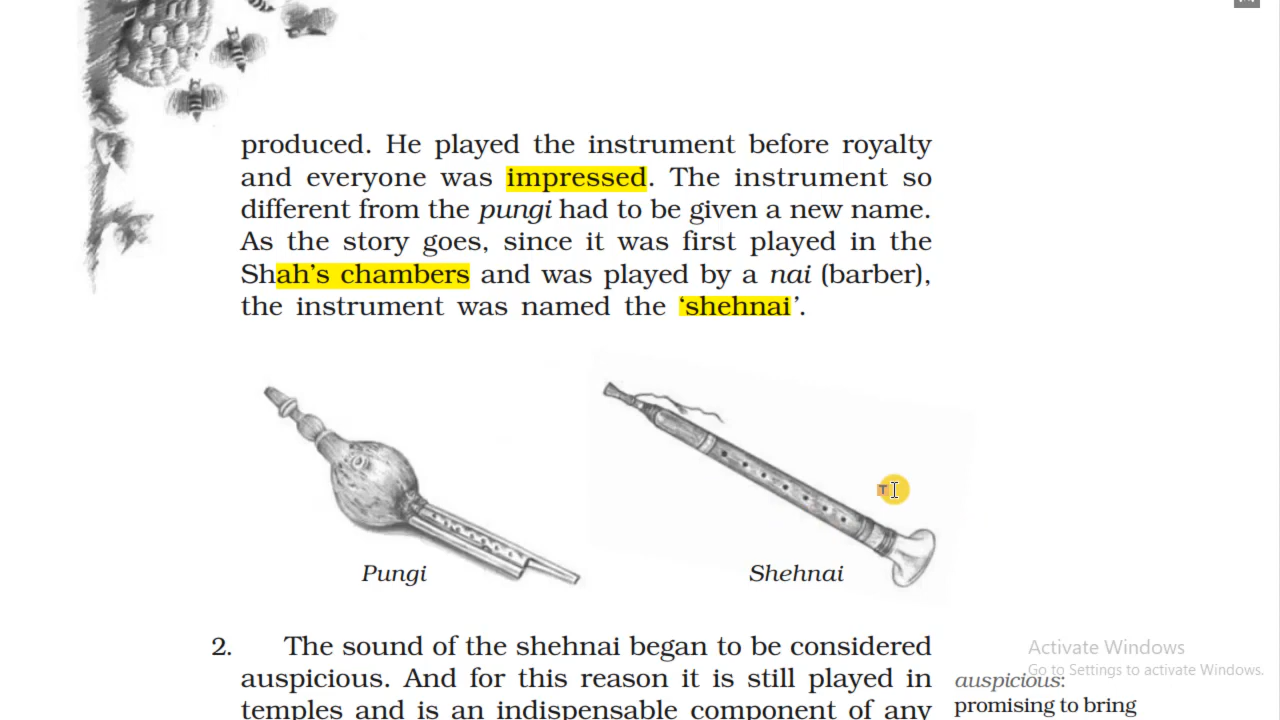 produced. He played the instrument before royalty
and everyone was impressed. The instrument so
different from the pungi had to be given a new name.
As the story goes, since it was first played in the
Shah’s chambers and was played by a nai (barber),
the instrument was named the ‘shehnai’.
Pungi
Shehnai
T
2. The sound of the shehnai began to be considered
auspicious. And for this reason it is still played in
temples and is an indispensable component of any
Activate Windows
Go to Settings to activate Windows.
auspicious:
promising to bring